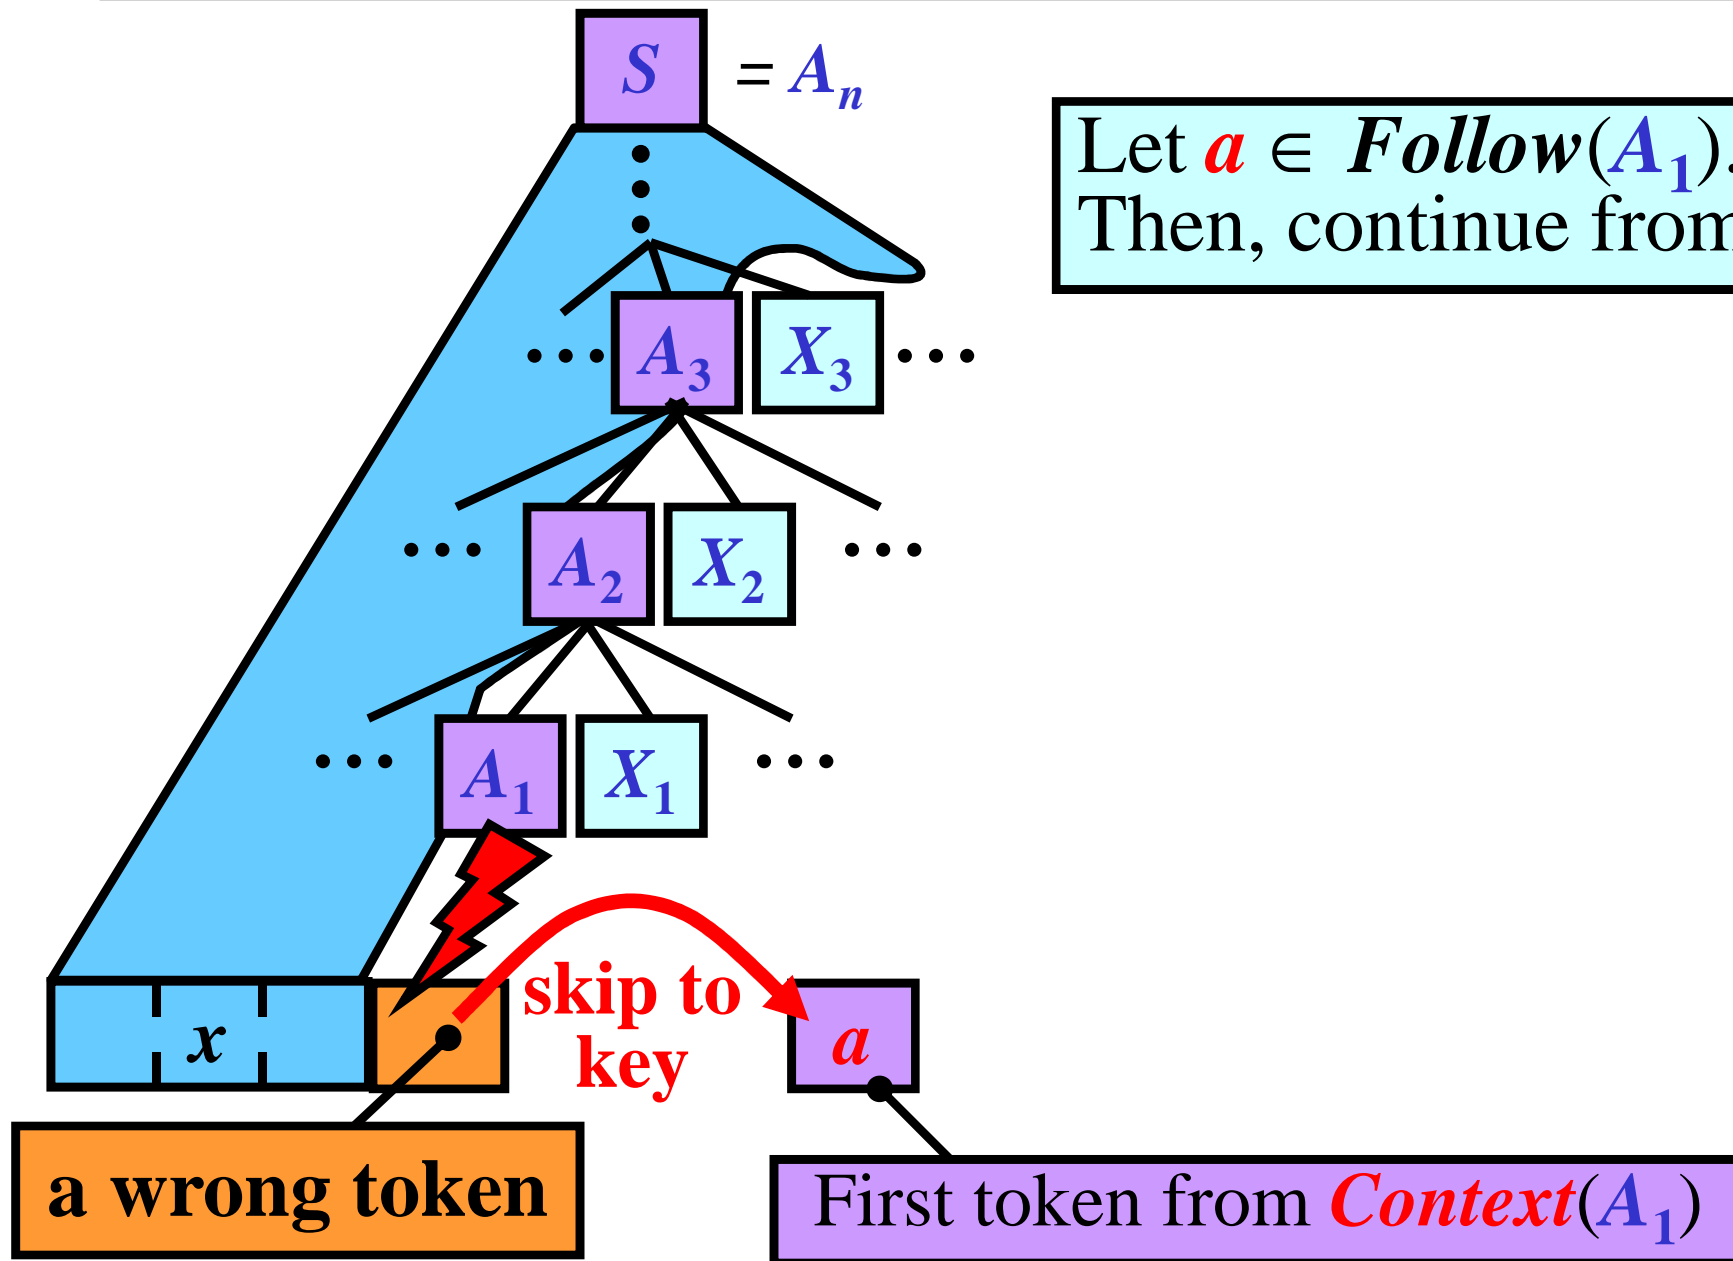 S = Aₙ
Let a ∈ Follow(A₁).
Then, continue from
A₃ X₃
A₂ X₂
A₁ X₁
skip to
key
x
a
a wrong token
First token from Context(A₁)